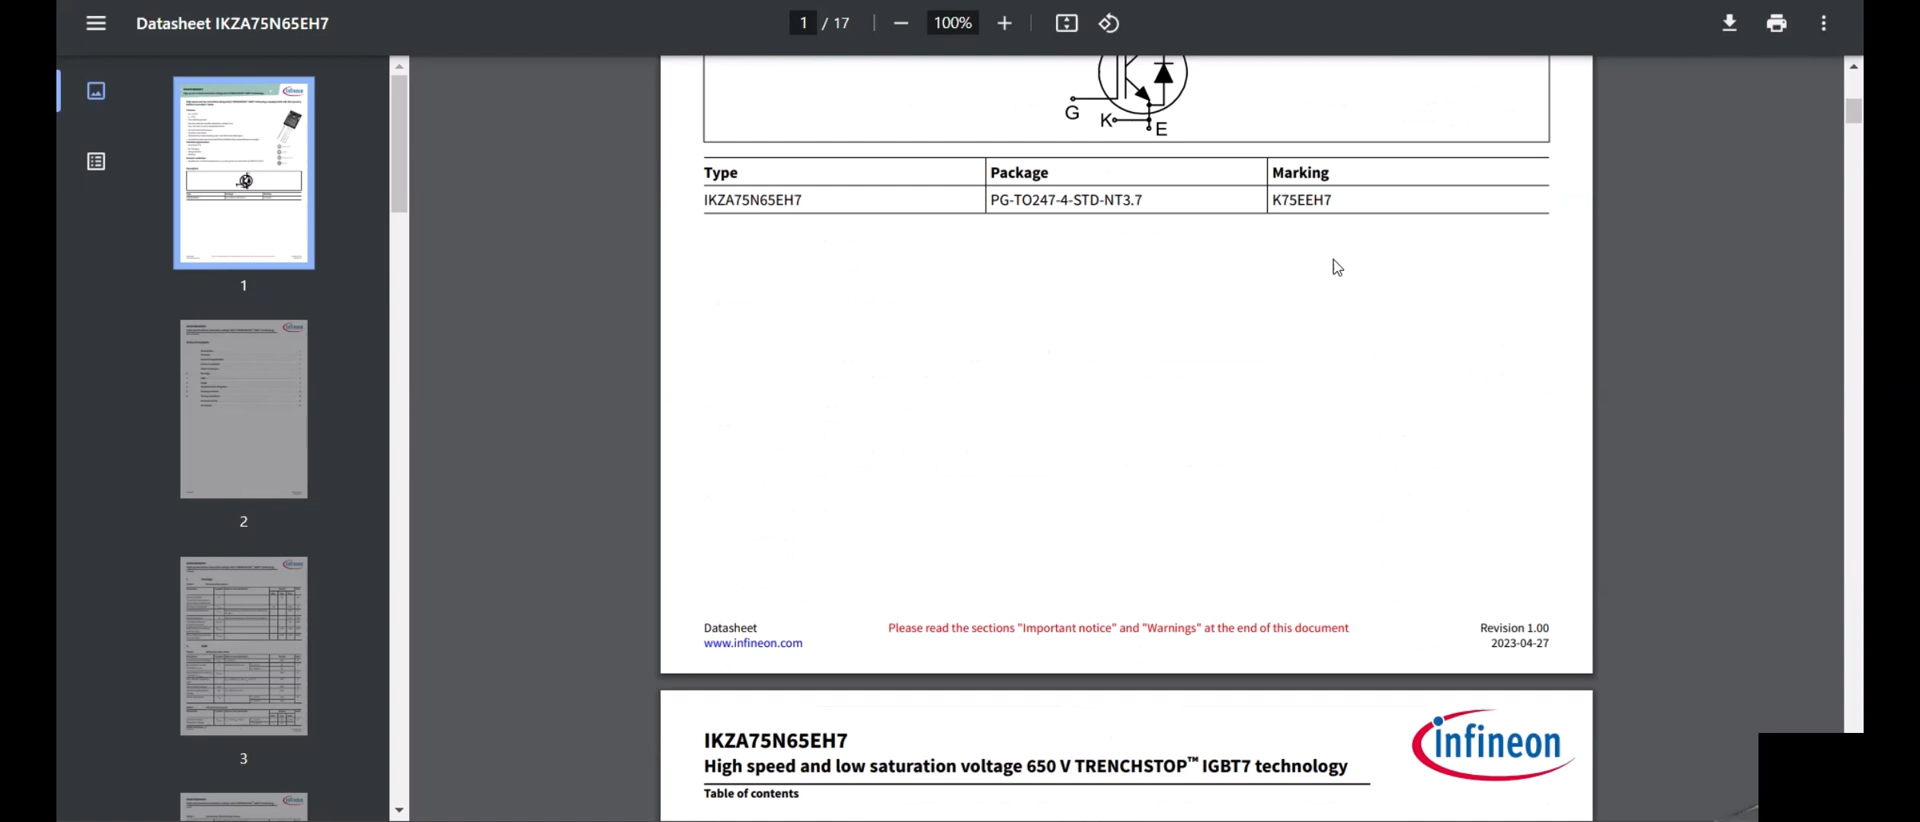 Datasheet IKZA75N65EH7
1 / 17
100%
G
K
E
Type Package Marking
IKZA75N65EH7 PG-TO247-4-STD-NT3.7 K75EEH7
Datasheet Please read the sections "Important notice" and "Warnings" at the end of this document Revision 1.00
www.infineon.com 2023-04-27
IKZA75N65EH7
High speed and low saturation voltage 650 V TRENCHSTOP™ IGBT7 technology
infineon
Table of contents
1
2
3